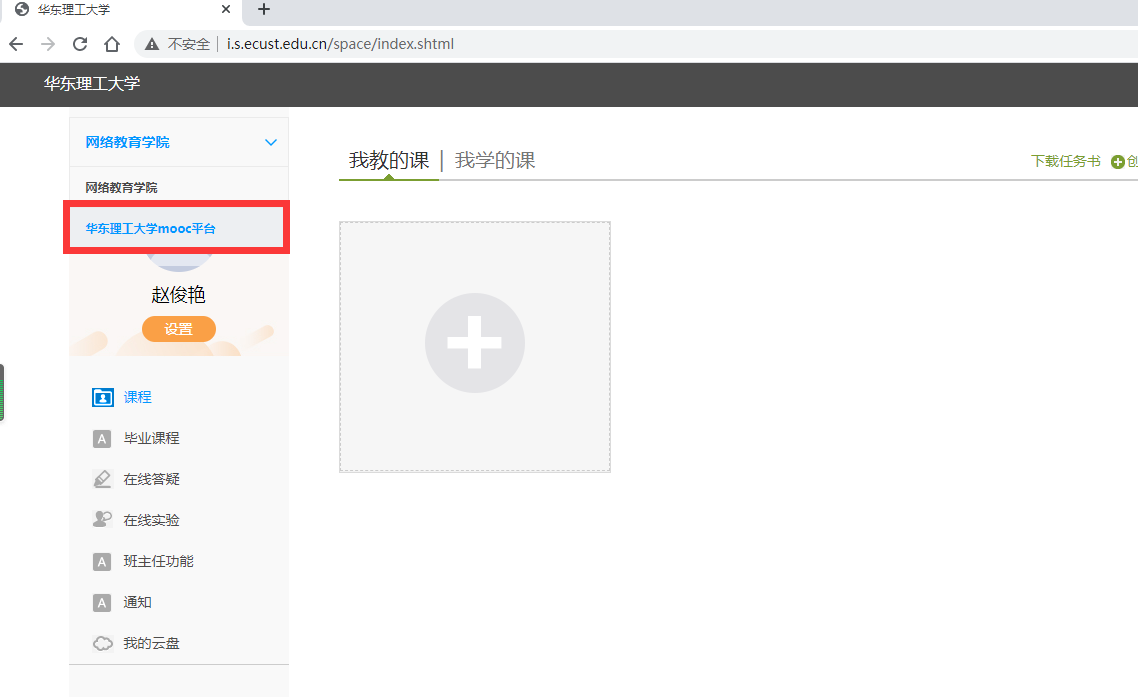 华东理工大学
不安全 i.s.ecust.edu.cn/space/index.shtml
华东理工大学
网络教育学院
网络教育学院
华东理工大学mooc平台
赵俊艳
设置
课程
A 毕业课程
在线答疑
在线实验
A 班主任功能
A 通知
我的云盘
我教的课 | 我学的课
下载任务书 创